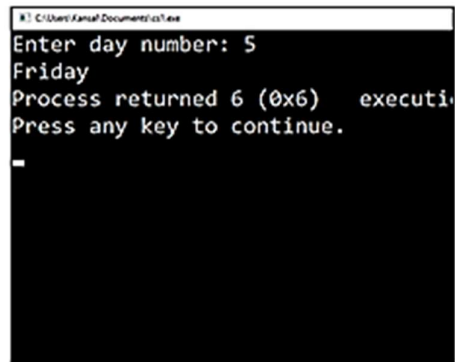 C:\Users\Kansal\Documents\cs1.exe
Enter day number: 5
Friday
Process returned 6 (0x6) executi
Press any key to continue.